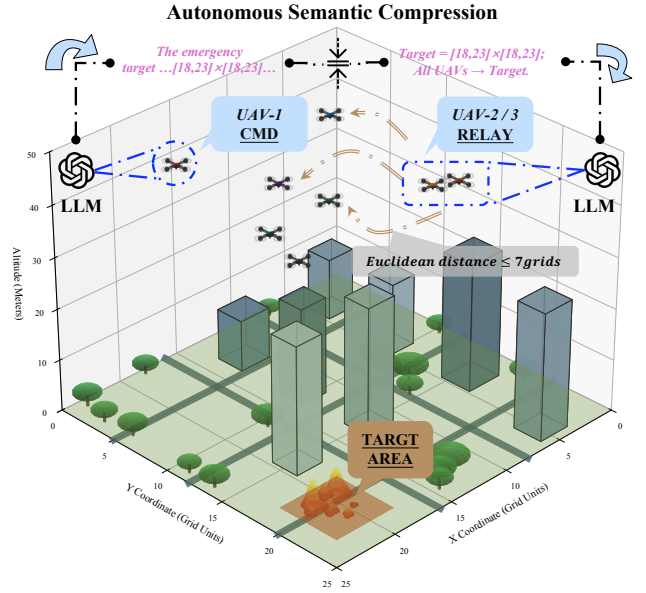 Autonomous Semantic Compression
The emergency
target …[18,23]×[18,23]…
Target = [18,23]×[18,23];
All UAVs → Target.
UAV-1
CMD
UAV-2 / 3
RELAY
LLM
LLM
Euclidean distance ≤ 7grids
TARGT
AREA
Altitude (Meters)
50
40
30
20
10
0
Y Coordinate (Grid Units)
0
5
10
15
20
25
X Coordinate (Grid Units)
25
20
15
10
5
0